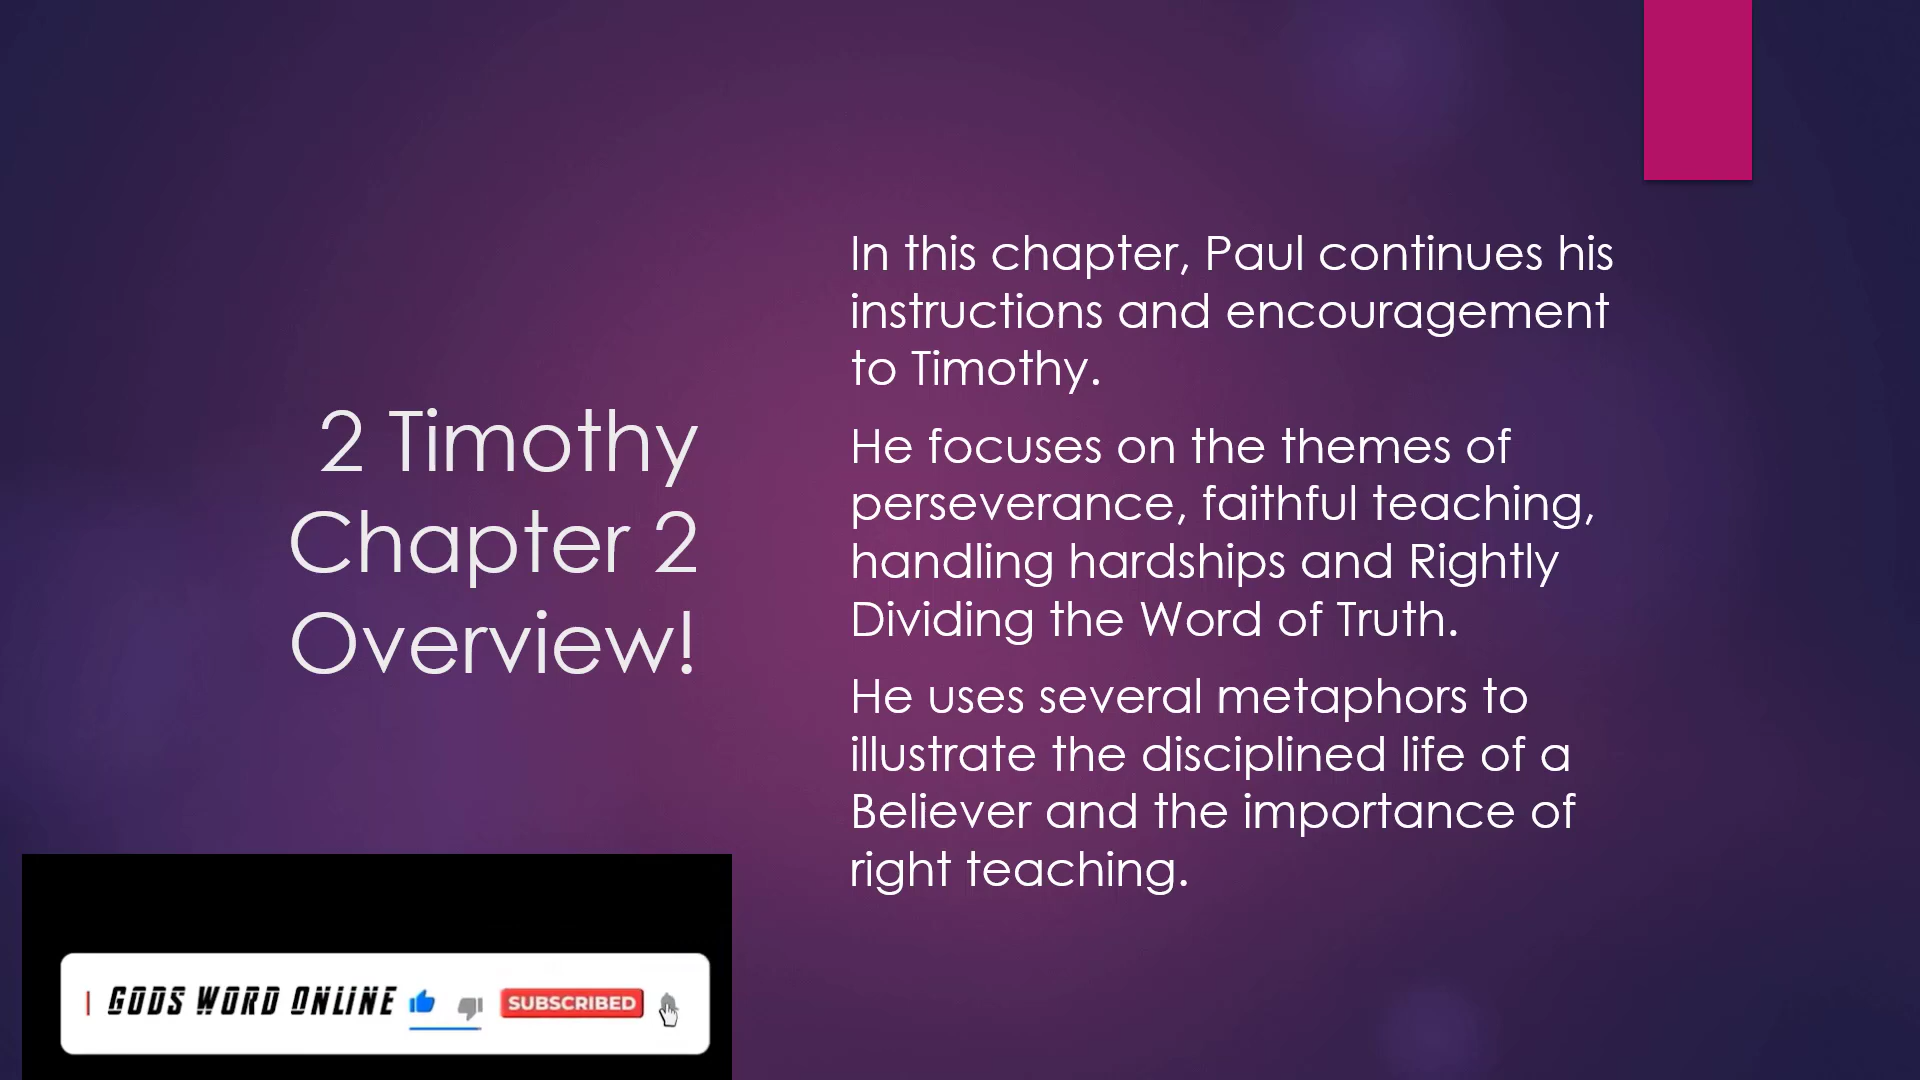 2 Timothy
Chapter 2
Overview!
In this chapter, Paul continues his
instructions and encouragement
to Timothy.
He focuses on the themes of
perseverance, faithful teaching,
handling hardships and Rightly
Dividing the Word of Truth.
He uses several metaphors to
illustrate the disciplined life of a
Believer and the importance of
right teaching.
GODS WORD ONLINE SUBSCRIBED